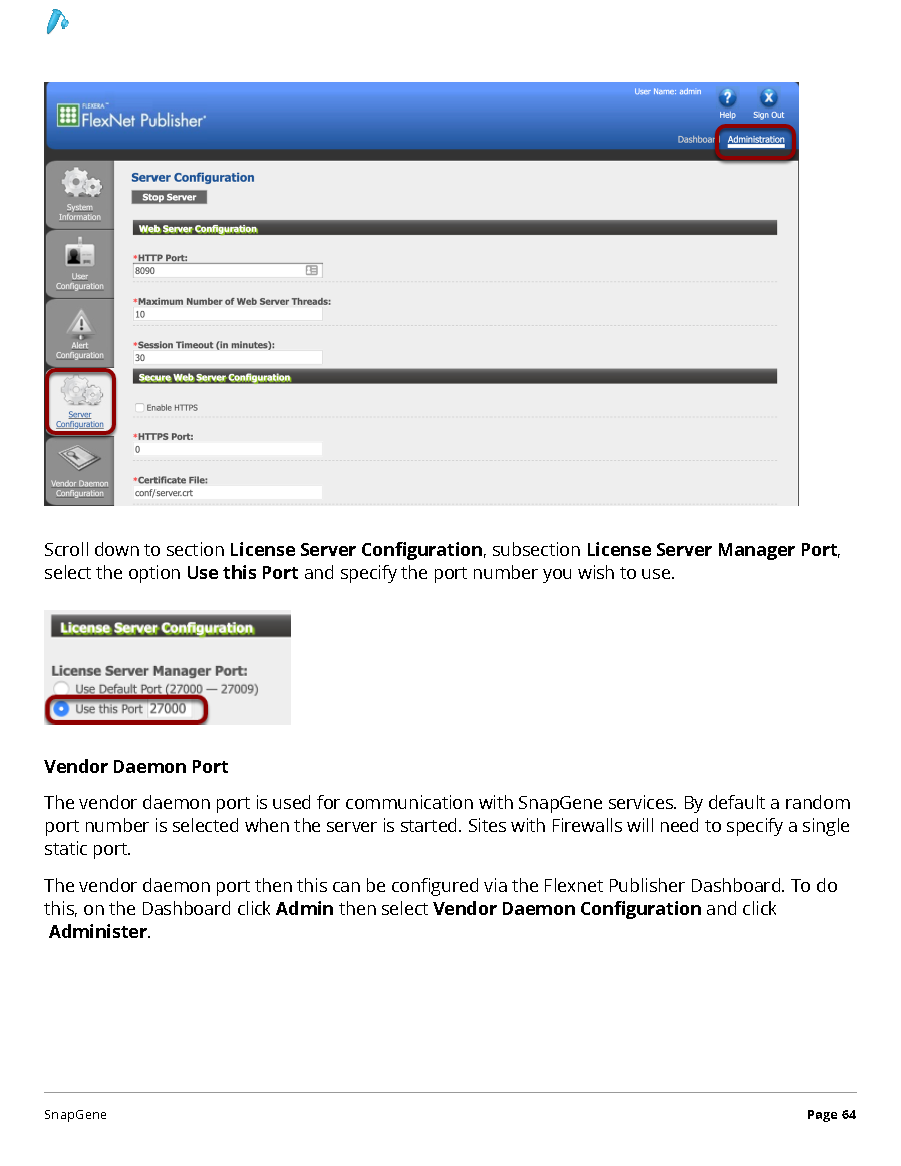 User Name: admin
FLEXERA™
FlexNet Publisher®
Help
Sign Out
Dashboar
Administration
System
Information
User
Configuration
Alert
Configuration
Server
Configuration
Vendor Daemon
Configuration
Server Configuration
Stop Server
Web Server Configuration
*HTTP Port:
8090
*Maximum Number of Web Server Threads:
10
*Session Timeout (in minutes):
30
Secure Web Server Configuration
Enable HTTPS
*HTTPS Port:
0
*Certificate File:
conf/server.crt
Scroll down to section License Server Configuration, subsection License Server Manager Port,
select the option Use this Port and specify the port number you wish to use.
License Server Configuration
License Server Manager Port:
Use Default Port (27000 — 27009)
Use this Port 27000
Vendor Daemon Port
The vendor daemon port is used for communication with SnapGene services. By default a random
port number is selected when the server is started. Sites with Firewalls will need to specify a single
static port.
The vendor daemon port then this can be configured via the Flexnet Publisher Dashboard. To do
this, on the Dashboard click Admin then select Vendor Daemon Configuration and click
Administer.
SnapGene
Page 64